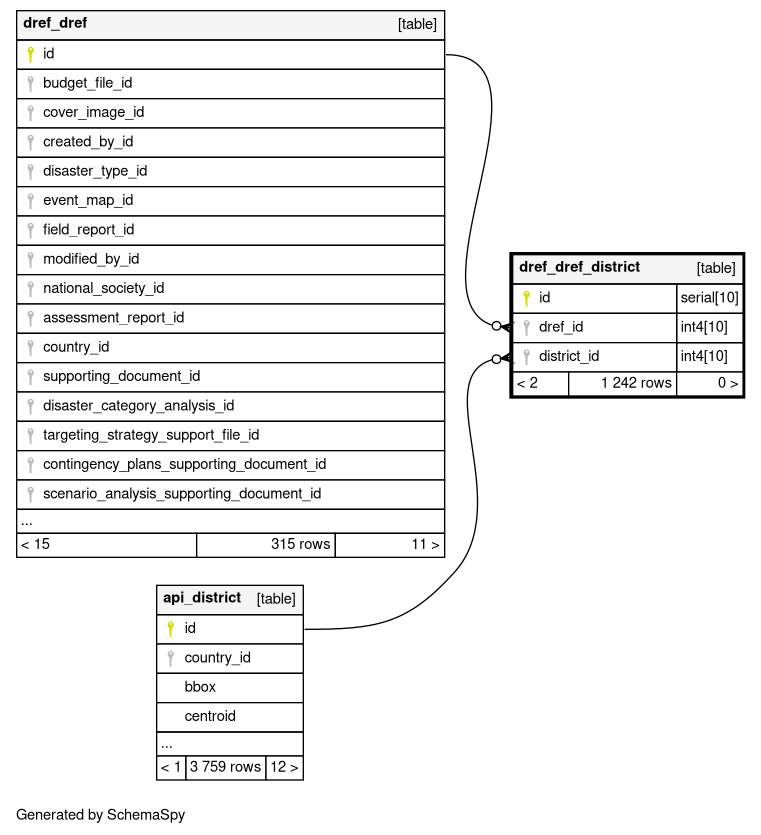 dref_dref [table]
id
budget_file_id
cover_image_id
created_by_id
disaster_type_id
event_map_id
field_report_id
modified_by_id
national_society_id
assessment_report_id
country_id
supporting_document_id
disaster_category_analysis_id
targeting_strategy_support_file_id
contingency_plans_supporting_document_id
scenario_analysis_supporting_document_id
...
< 15 315 rows 11 >
dref_dref_district [table]
id serial[10]
dref_id int4[10]
district_id int4[10]
< 2 1 242 rows 0 >
api_district [table]
id
country_id
bbox
centroid
...
< 1 3 759 rows 12 >
Generated by SchemaSpy